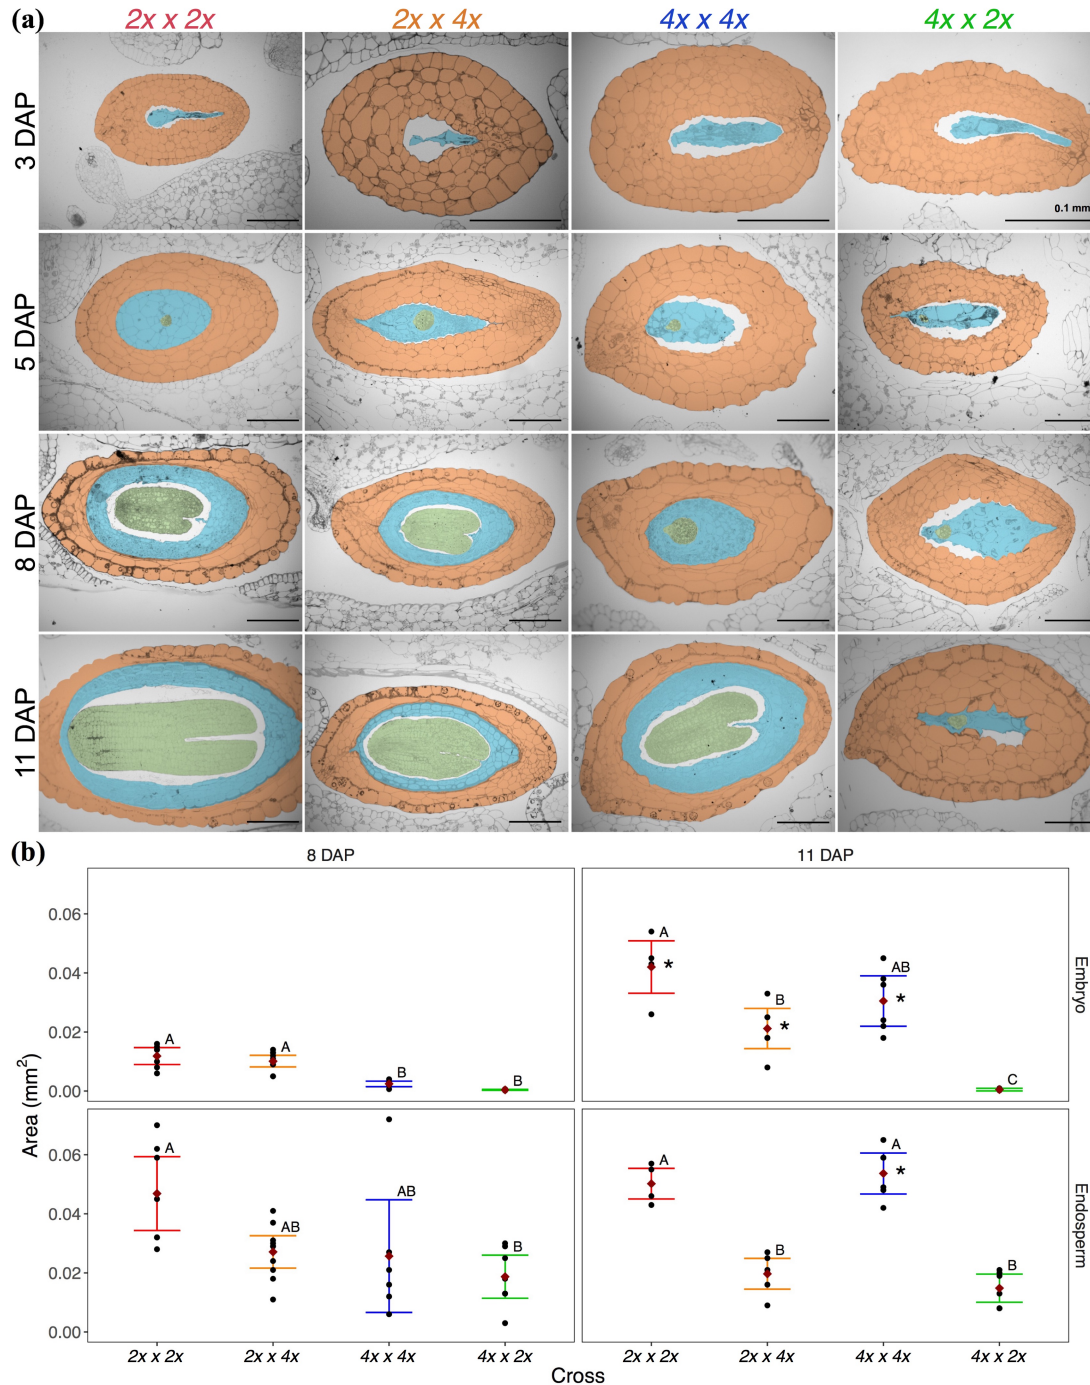 (a)
2x x 2x
2x x 4x
4x x 4x
4x x 2x
3 DAP
0.1 mm
5 DAP
8 DAP
11 DAP
(b)
8 DAP
11 DAP
Area (mm²)
0.06
0.04
0.02
0.00
A
A
B
B
A
*
B
*
AB
*
C
Embryo
0.06
0.04
0.02
0.00
A
AB
AB
B
A
B
A
*
B
Endosperm
2x x 2x
2x x 4x
4x x 4x
4x x 2x
2x x 2x
2x x 4x
4x x 4x
4x x 2x
Cross